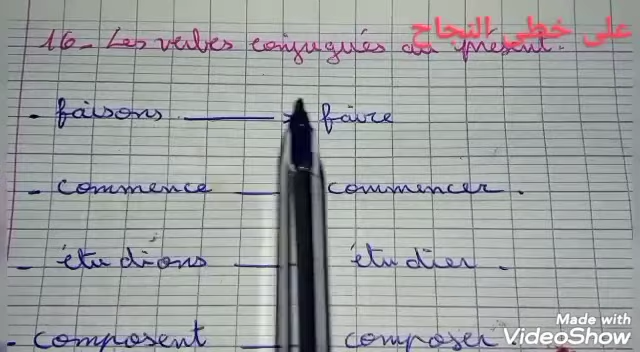 على خطى النجاح
16- Les verbes conjugués au présent.
- faisons → faire
- commence — commencer.
- étudions — étudier.
- composent — composer
Made with
VideoShow